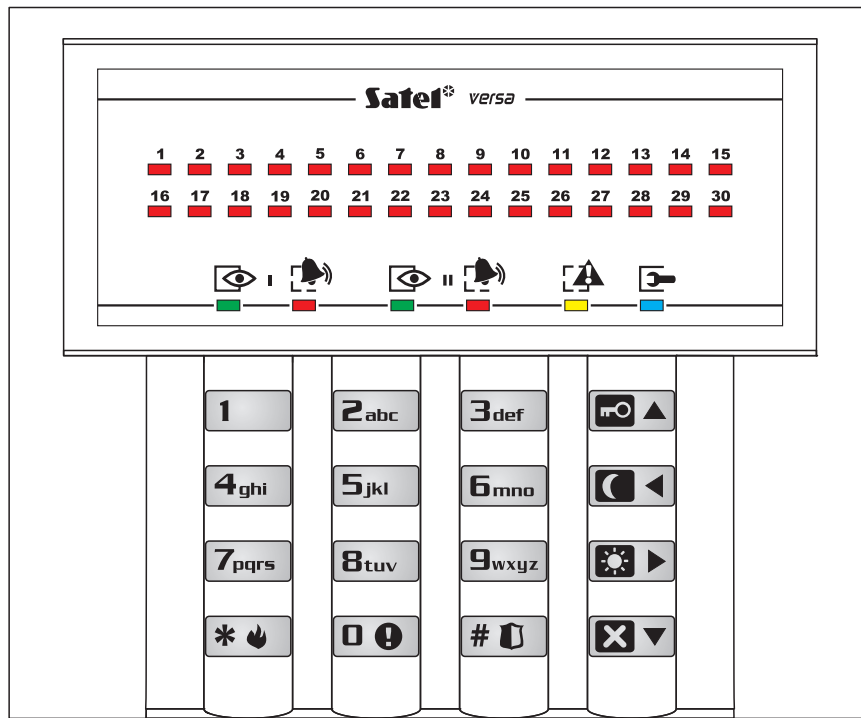 Satel* versa
1 2 3 4 5 6 7 8 9 10 11 12 13 14 15
16 17 18 19 20 21 22 23 24 25 26 27 28 29 30
I II
1 2abc 3def
4ghi 5jkl 6mno
7pqrs 8tuv 9wxyz
* 0 #